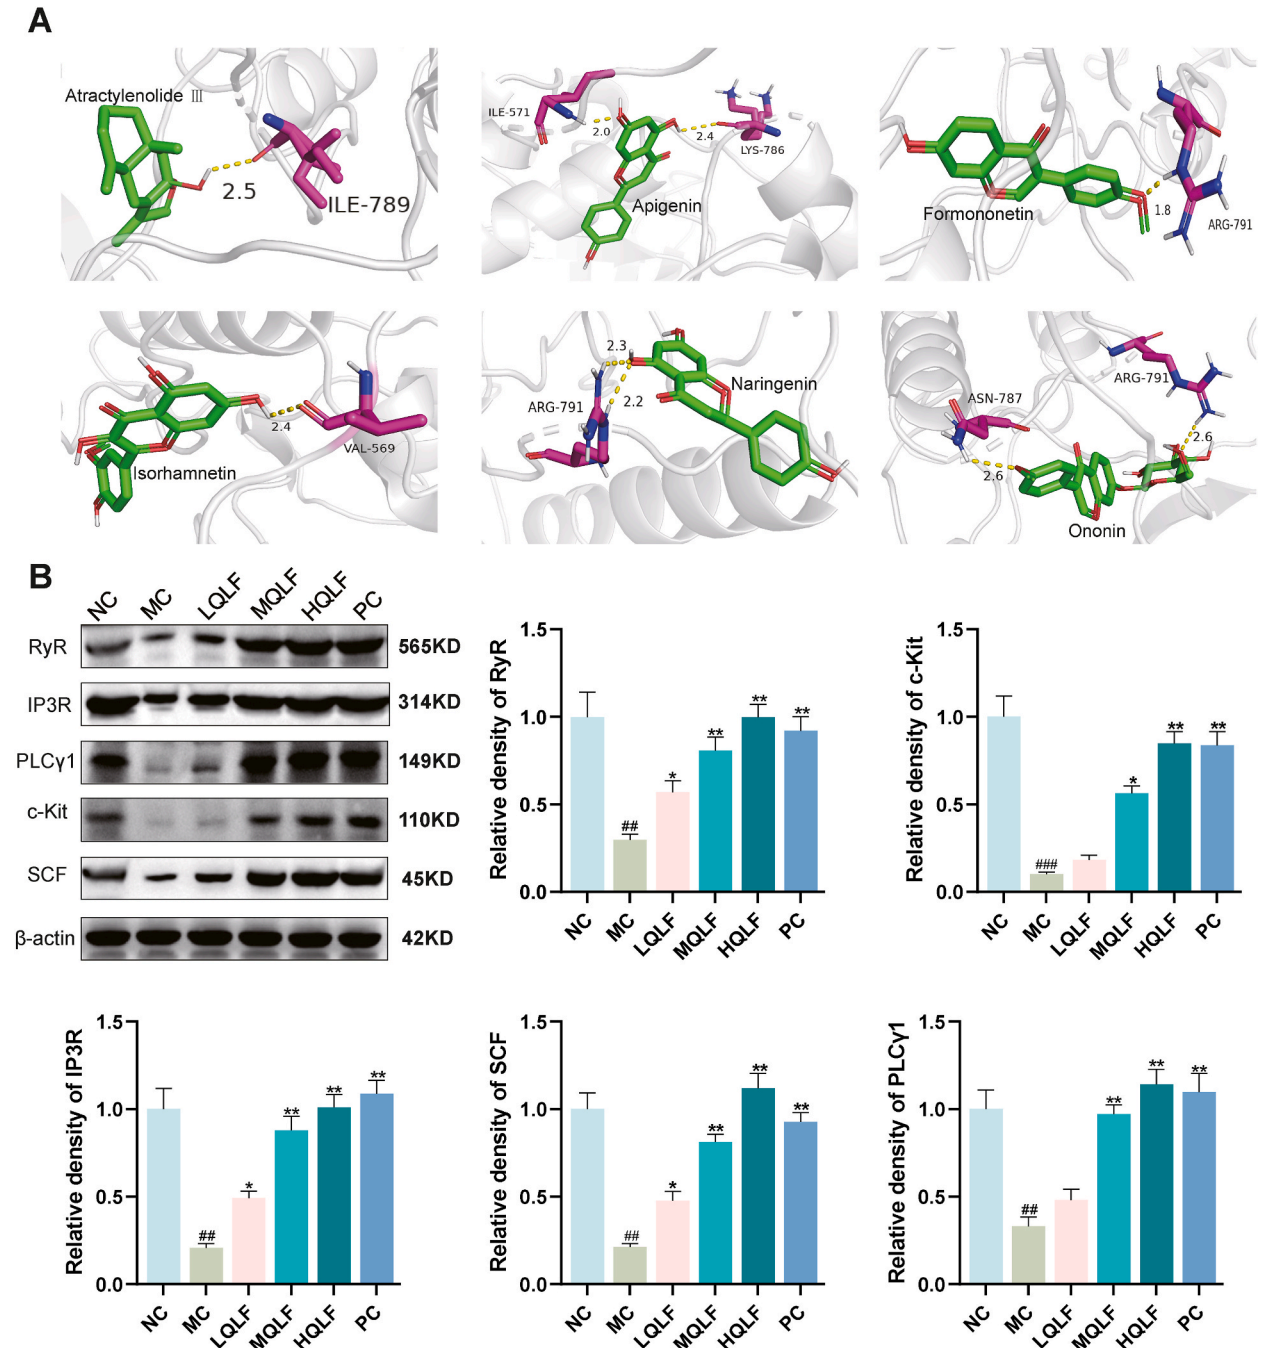 A
Atractylenolide Ⅲ
2.5
ILE-789
ILE-571
2.0
2.4
LYS-786
Apigenin
Formononetin
1.8
ARG-791
2.4
VAL-569
Isorhamnetin
2.3
Naringenin
ARG-791
2.2
ARG-791
ASN-787
2.6
2.6
Ononin
B
NC MC LQLF MQLF HQLF PC
RyR 565KD
IP3R 314KD
PLCγ1 149KD
c-Kit 110KD
SCF 45KD
β-actin 42KD
Relative density of RyR
1.5
1.0
0.5
0.0
## * ** ** **
NC MC LQLF MQLF HQLF PC
Relative density of c-Kit
1.5
1.0
0.5
0.0
### * ** **
NC MC LQLF MQLF HQLF PC
Relative density of IP3R
1.5
1.0
0.5
0.0
## * ** ** **
NC MC LQLF MQLF HQLF PC
Relative density of SCF
1.5
1.0
0.5
0.0
## * ** ** **
NC MC LQLF MQLF HQLF PC
Relative density of PLCγ1
1.5
1.0
0.5
0.0
## ** ** **
NC MC LQLF MQLF HQLF PC